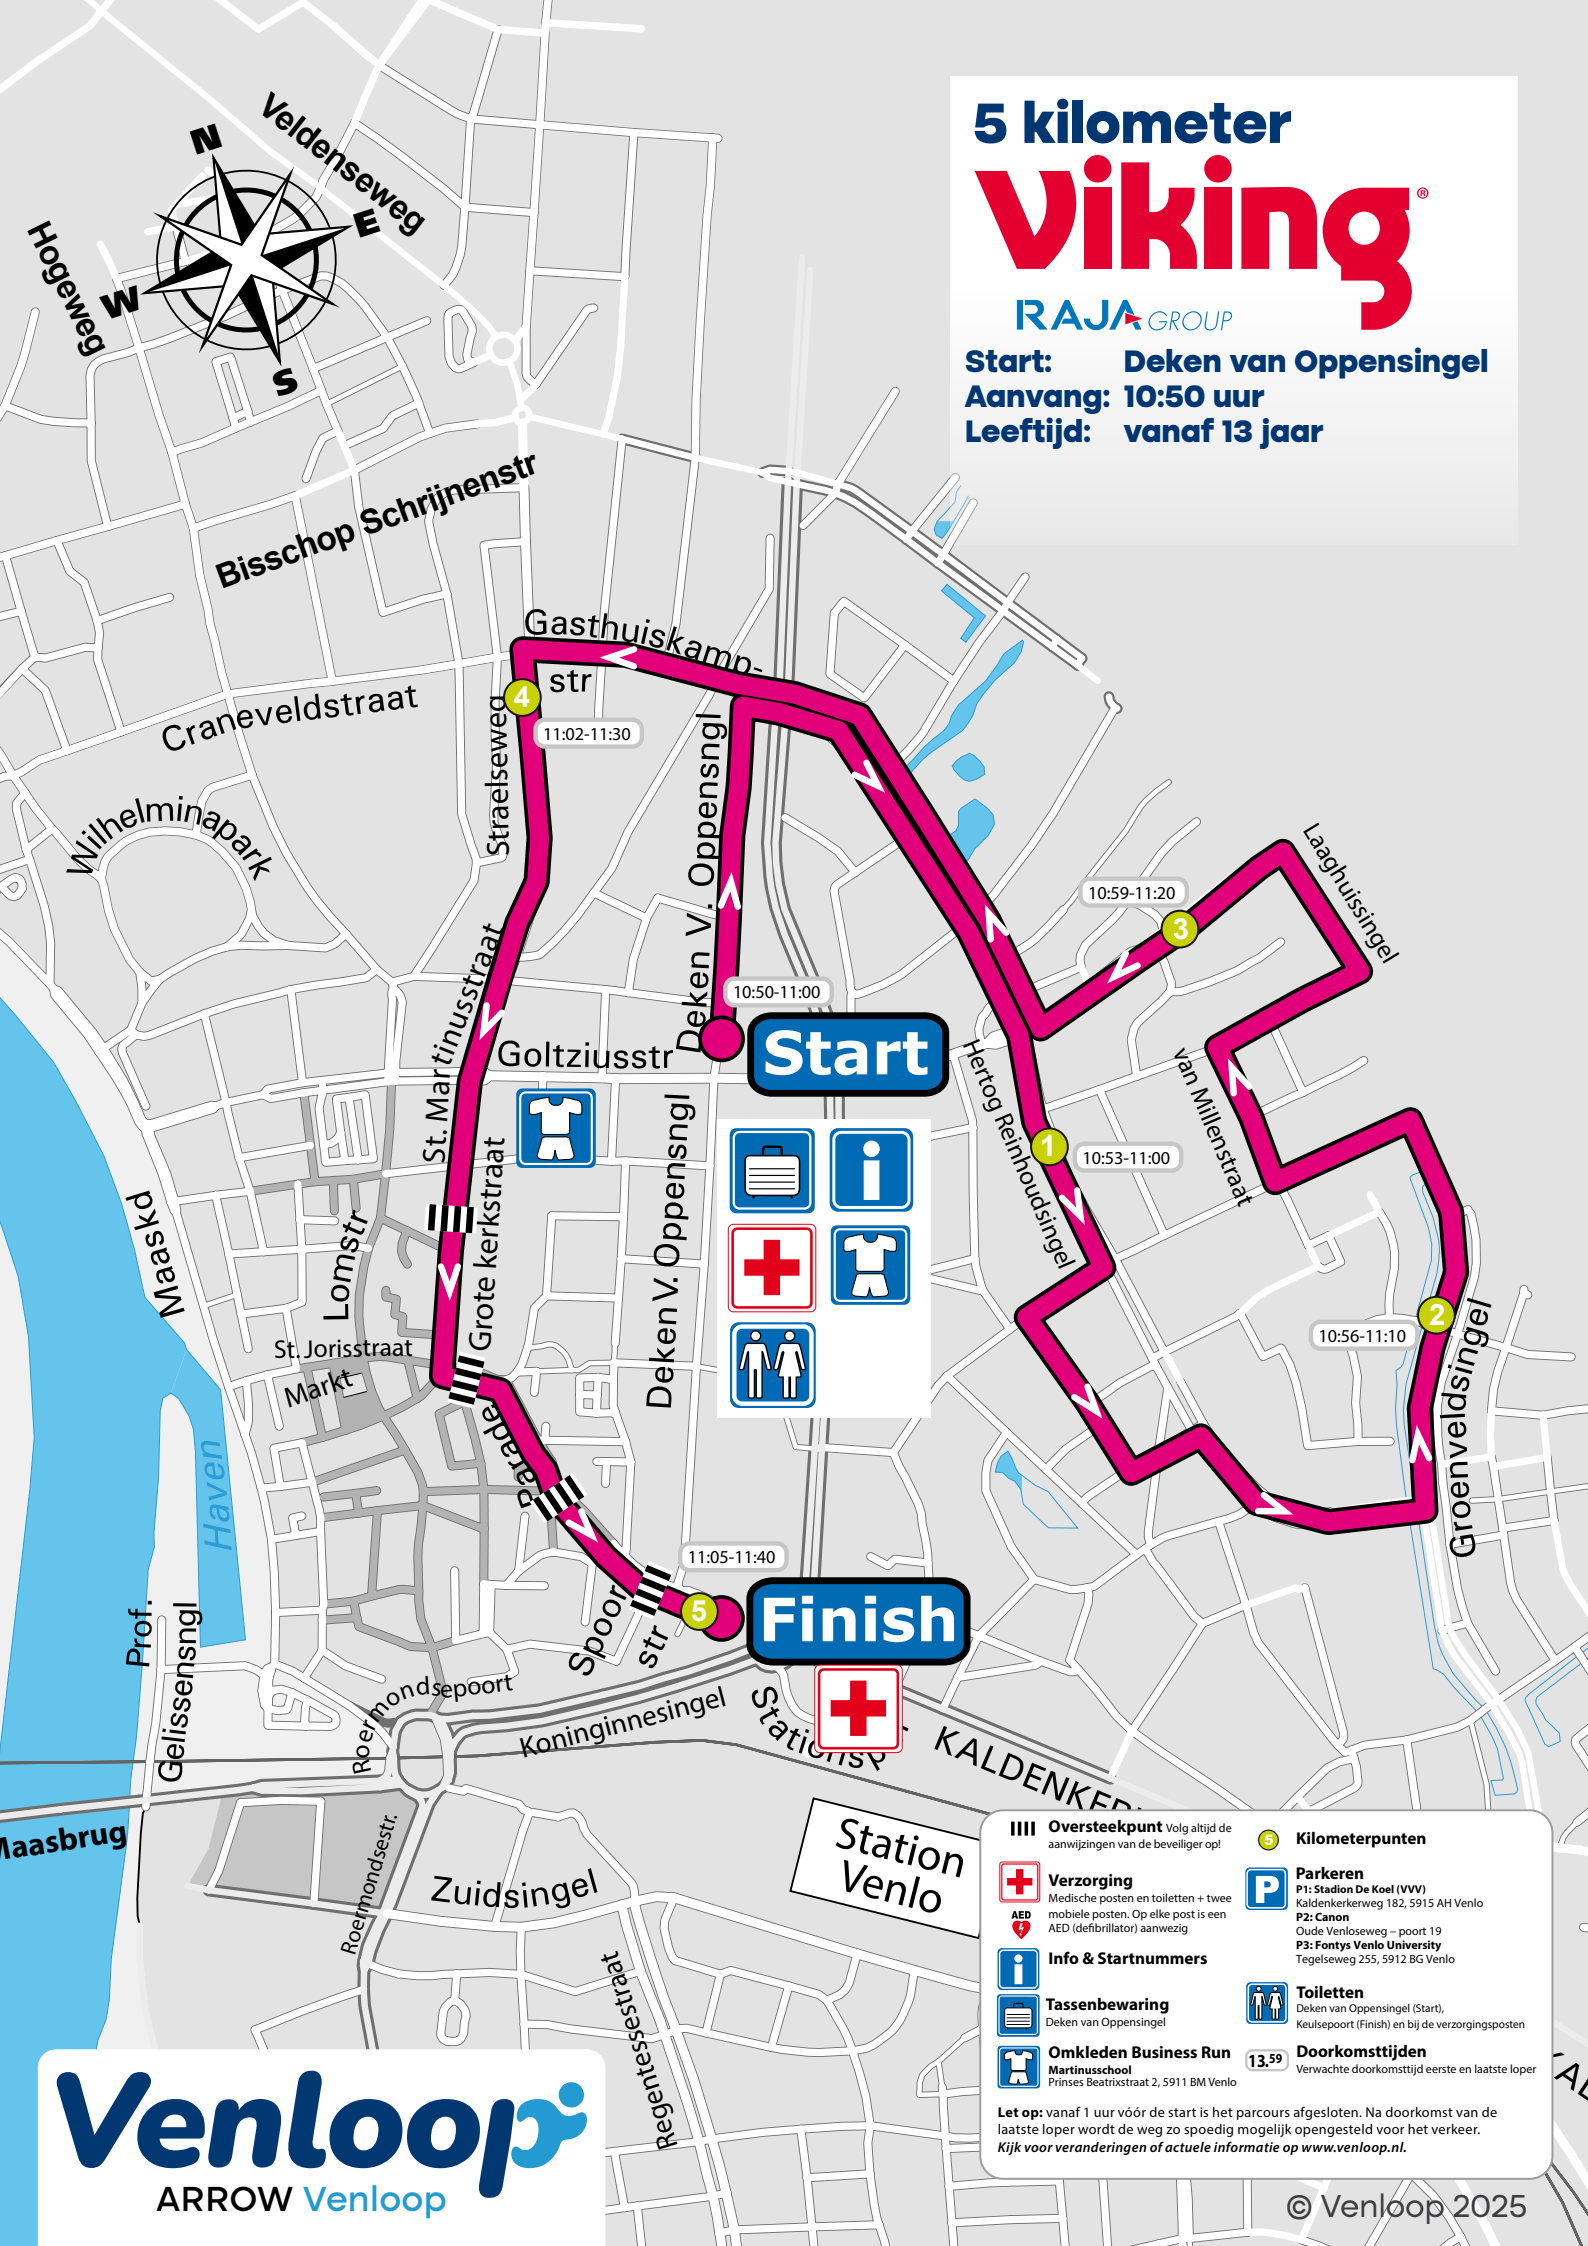 5 kilometer
Viking®
RAJA GROUP
Start: Deken van Oppensingel
Aanvang: 10:50 uur
Leeftijd: vanaf 13 jaar
N
E
S
W
Veldenseweg
Hogeweg
Bisschop Schrijnenstr
Gasthuiskamp-
str
Craneveldstraat
Straelseweg
4
11:02-11:30
Wilhelminapark
Deken V. Oppensngl
Laaghuissingel
10:59-11:20
3
St. Martinusstraat
10:50-11:00
Start
Goltziusstr
Hertog Reinhoudsingel
van Millenstraat
1
10:53-11:00
Deken V. Oppensngl
Grote kerkstraat
Maaskd
Lomstr
St. Jorisstraat
Markt
2
10:56-11:10
Groenveldsingel
Parade
Haven
11:05-11:40
5
Finish
Spoor
str
Prof.
Gelissensngl
Roermondsepoort
Koninginnesingel
KALDENKER
Maasbrug
Station
Venlo
Zuidsingel
Roermondsestr.
Regentessestraat
Oversteekpunt Volg altijd de
aanwijzingen van de beveiliger op!
Verzorging
Medische posten en toiletten + twee
mobiele posten. Op elke post is een
AED (defibrillator) aanwezig
AED
Info & Startnummers
Tassenbewaring
Deken van Oppensingel
Omkleden Business Run
Martinusschool
Prinses Beatrixstraat 2, 5911 BM Venlo
5
Kilometerpunten
P
Parkeren
P1: Stadion De Koel (VVV)
Kaldenkerkerweg 182, 5915 AH Venlo
P2: Canon
Oude Venloseweg – poort 19
P3: Fontys Venlo University
Tegelseweg 255, 5912 BG Venlo
Toiletten
Deken van Oppensingel (Start),
Keulsepoort (Finish) en bij de verzorgingsposten
13.59
Doorkomsttijden
Verwachte doorkomsttijd eerste en laatste loper
Let op: vanaf 1 uur vóór de start is het parcours afgesloten. Na doorkomst van de
laatste loper wordt de weg zo spoedig mogelijk opengesteld voor het verkeer.
Kijk voor veranderingen of actuele informatie op www.venloop.nl.
Venloop
ARROW Venloop
© Venloop 2025